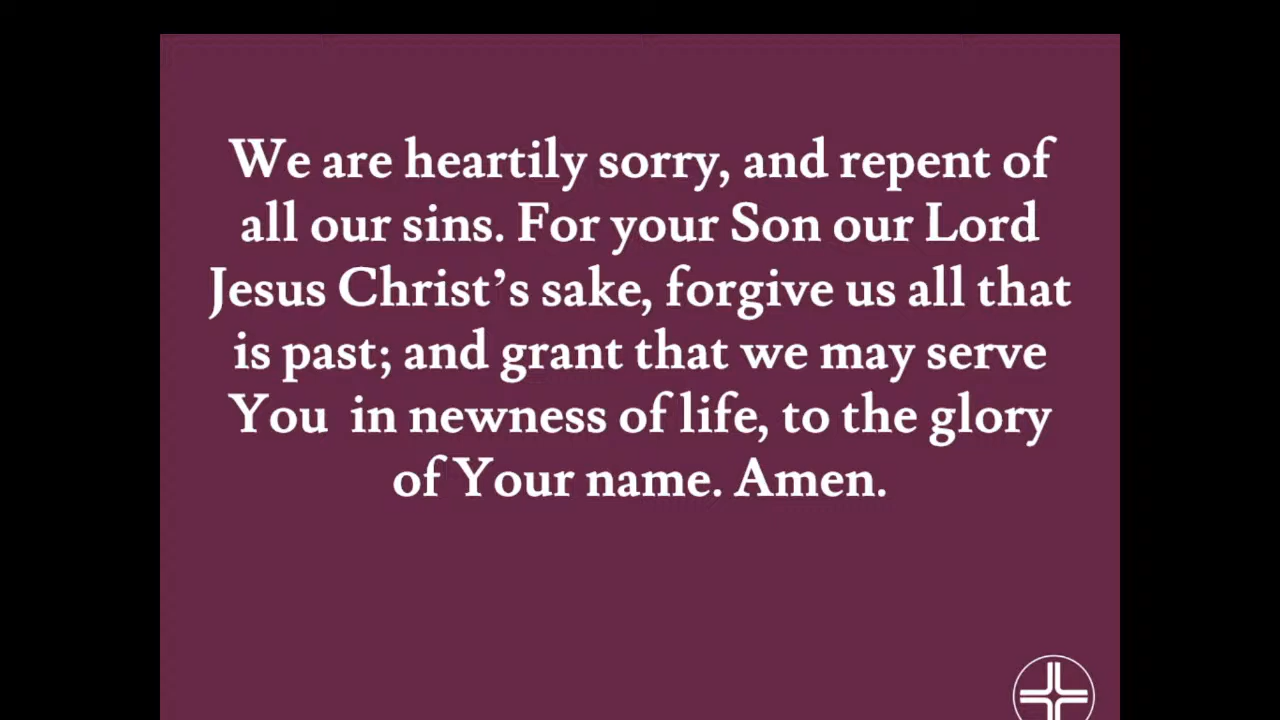 We are heartily sorry, and repent of
all our sins. For your Son our Lord
Jesus Christ’s sake, forgive us all that
is past; and grant that we may serve
You  in newness of life, to the glory
of Your name. Amen.